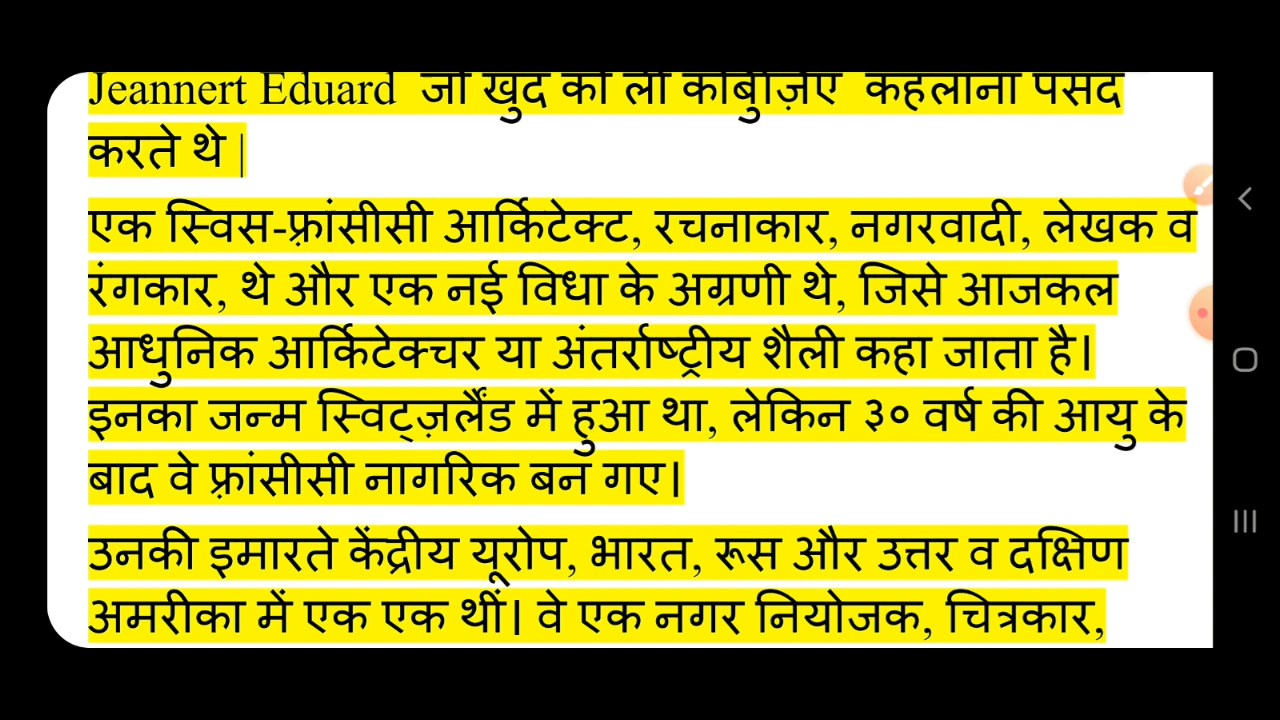 Jeannert Eduard जो खुद को ली कॉर्बुज़िए कहलाना पसंद
करते थे |
एक स्विस-फ़्रांसीसी आर्किटेक्ट, रचनाकार, नगरवादी, लेखक व
रंगकार, थे और एक नई विधा के अग्रणी थे, जिसे आजकल
आधुनिक आर्किटेक्चर या अंतर्राष्ट्रीय शैली कहा जाता है।
इनका जन्म स्विट्ज़र्लैंड में हुआ था, लेकिन ३० वर्ष की आयु के
बाद वे फ़्रांसीसी नागरिक बन गए।
उनकी इमारते केंद्रीय यूरोप, भारत, रूस और उत्तर व दक्षिण
अमरीका में एक एक थीं। वे एक नगर नियोजक, चित्रकार,